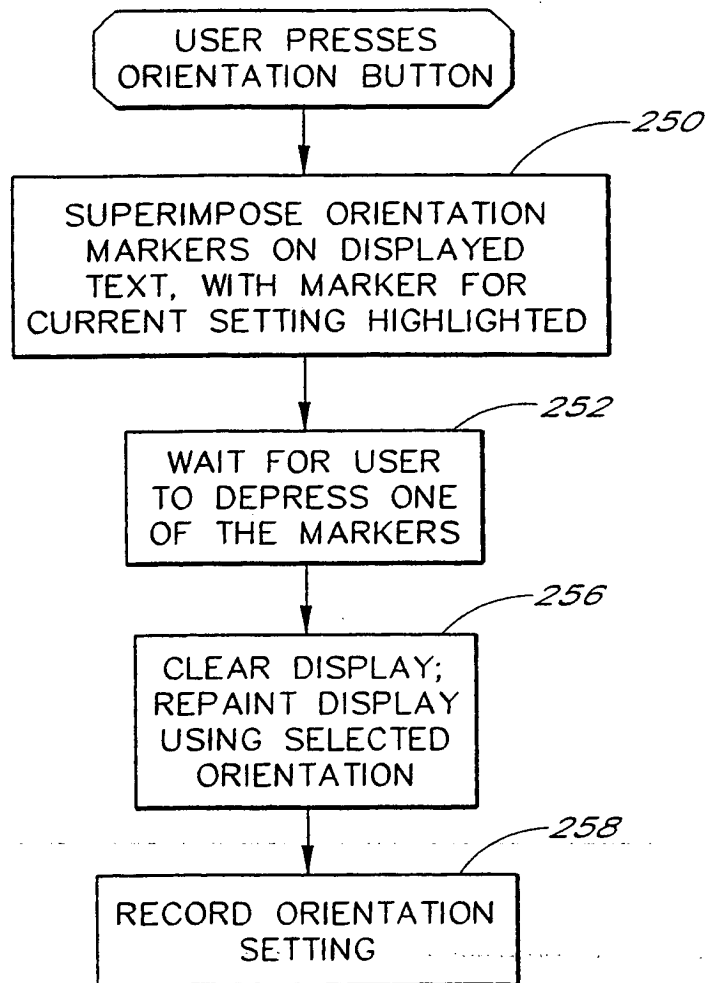 USER PRESSES
ORIENTATION BUTTON
250
SUPERIMPOSE ORIENTATION
MARKERS ON DISPLAYED
TEXT, WITH MARKER FOR
CURRENT SETTING HIGHLIGHTED
252
WAIT FOR USER
TO DEPRESS ONE
OF THE MARKERS
256
CLEAR DISPLAY;
REPAINT DISPLAY
USING SELECTED
ORIENTATION
258
RECORD ORIENTATION
SETTING